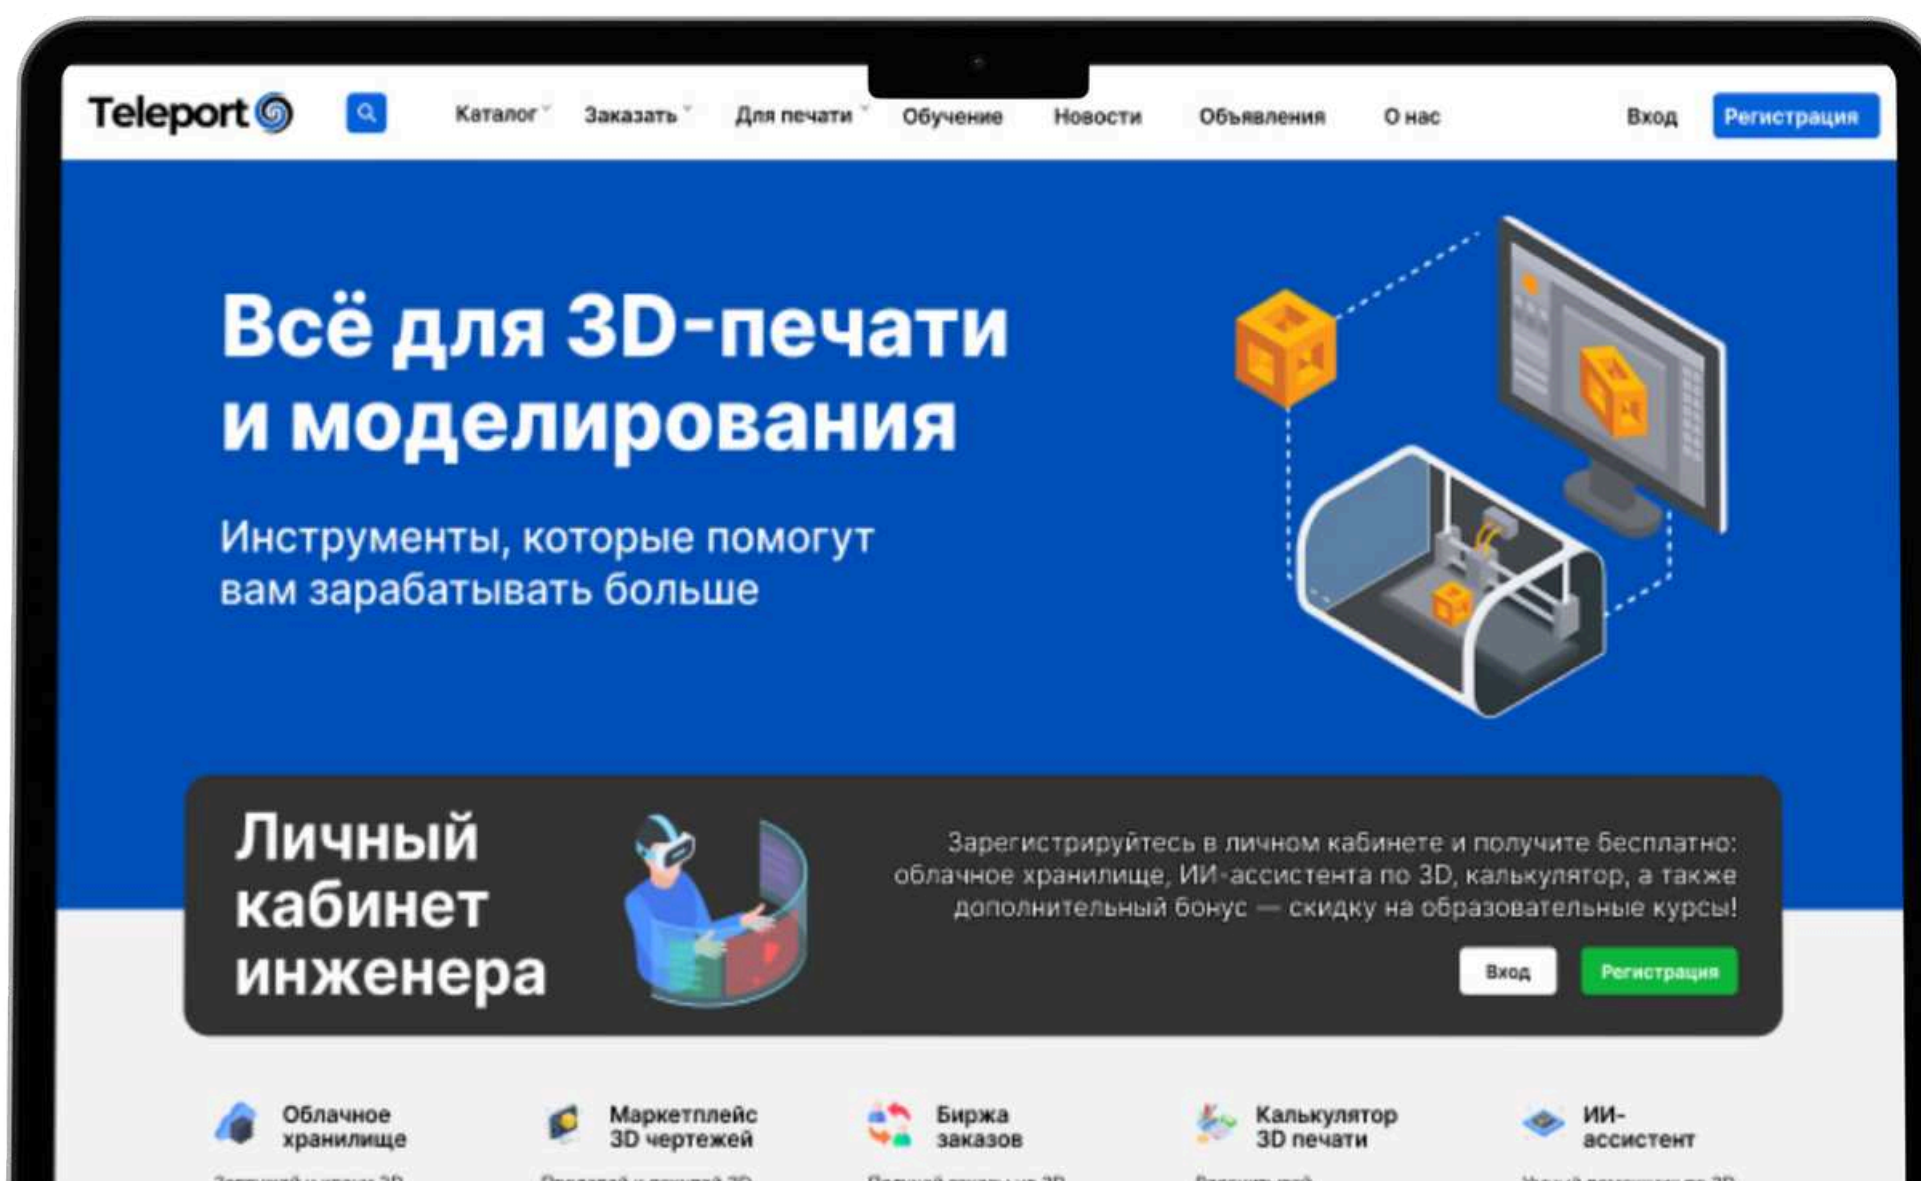 Teleport
Каталог Заказать Для печати Обучение Новости Объявления О нас Вход Регистрация
Всё для 3D-печати
и моделирования
Инструменты, которые помогут
вам зарабатывать больше
Личный
кабинет
инженера
Зарегистрируйтесь в личном кабинете и получите бесплатно:
облачное хранилище, ИИ-ассистента по 3D, калькулятор, а также
дополнительный бонус — скидку на образовательные курсы!
Вход Регистрация
Облачное
хранилище
Маркетплейс
3D чертежей
Биржа
заказов
Калькулятор
3D печати
ИИ-
ассистент